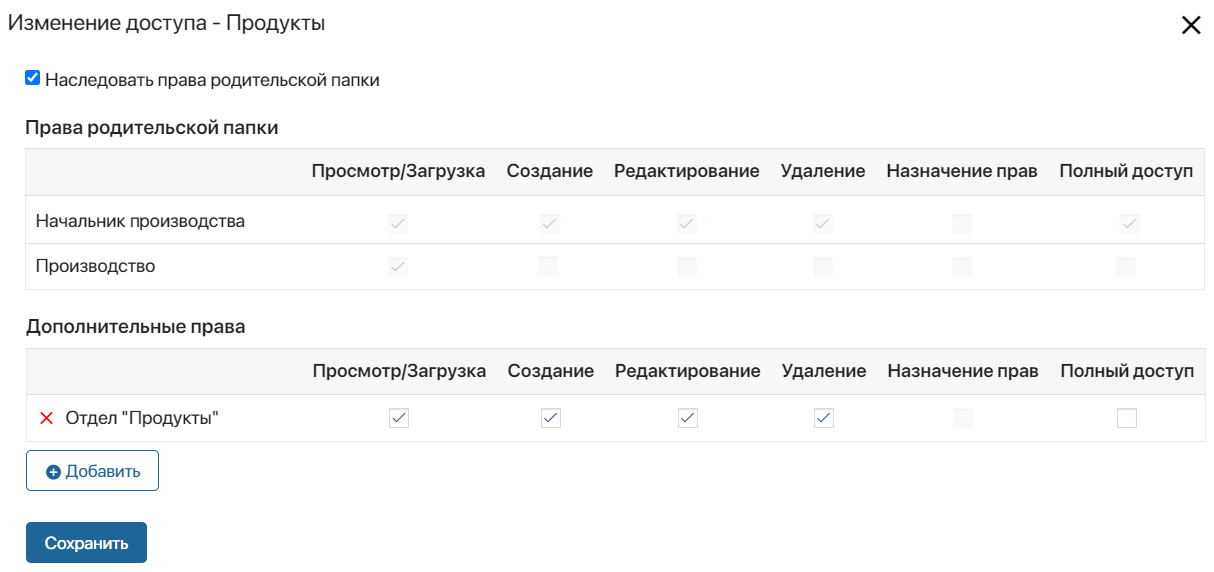 Изменение доступа - Продукты
Наследовать права родительской папки
Права родительской папки
Просмотр/Загрузка Создание Редактирование Удаление Назначение прав Полный доступ
Начальник производства
Производство
Дополнительные права
Просмотр/Загрузка Создание Редактирование Удаление Назначение прав Полный доступ
Отдел "Продукты"
Добавить
Сохранить